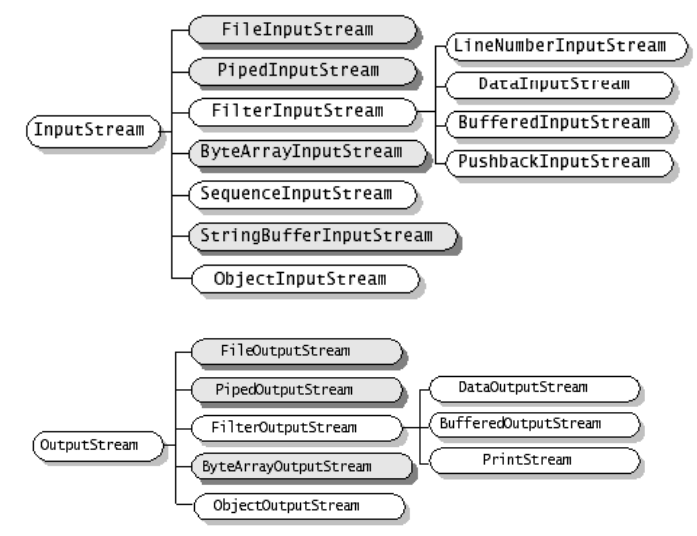 FileInputStream
LineNumberInputStream
PipedInputStream
DataInputStream
FilterInputStream
BufferedInputStream
InputStream
ByteArrayInputStream
PushbackInputStream
SequenceInputStream
StringBufferInputStream
ObjectInputStream
FileOutputStream
PipedOutputStream
DataOutputStream
FilterOutputStream
BufferedOutputStream
OutputStream
ByteArrayOutputStream
PrintStream
ObjectOutputStream